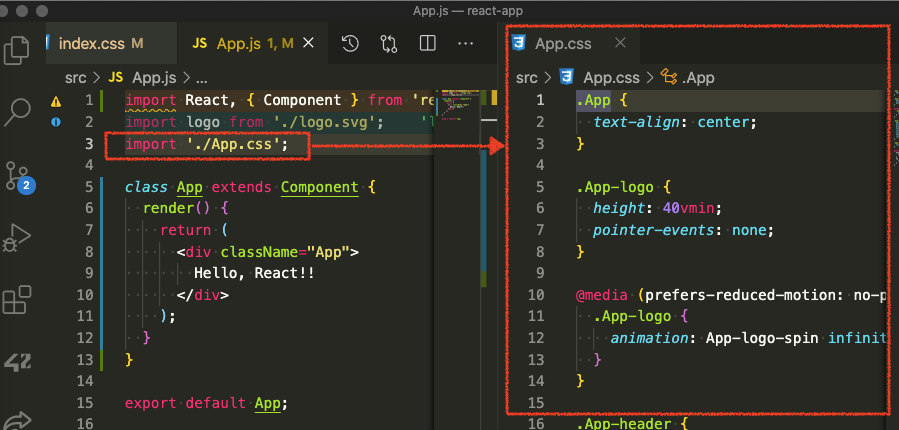 App.js — react-app
index.css M
JS App.js 1, M
App.css
src > JS App.js > ...
src > App.css > .App
1 import React, { Component } from 're
2 import logo from './logo.svg';
3 import './App.css';
4
5 class App extends Component {
6 render() {
7 return (
8 <div className="App">
9 Hello, React!!
10 </div>
11 );
12 }
13 }
14
15 export default App;
16
2
1 .App {
2 text-align: center;
3 }
4
5 .App-logo {
6 height: 40vmin;
7 pointer-events: none;
8 }
9
10 @media (prefers-reduced-motion: no-p
11 .App-logo {
12 animation: App-logo-spin infinit
13 }
14 }
15
16 .App-header {